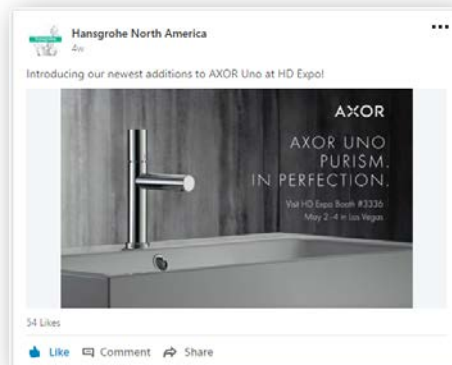 Hansgrohe North America
4w
Introducing our newest additions to AXOR Uno at HD Expo!
AXOR
AXOR UNO
PURISM.
IN PERFECTION.
Visit HD Expo Booth #3336
May 2-4 in Las Vegas
54 Likes
Like Comment Share